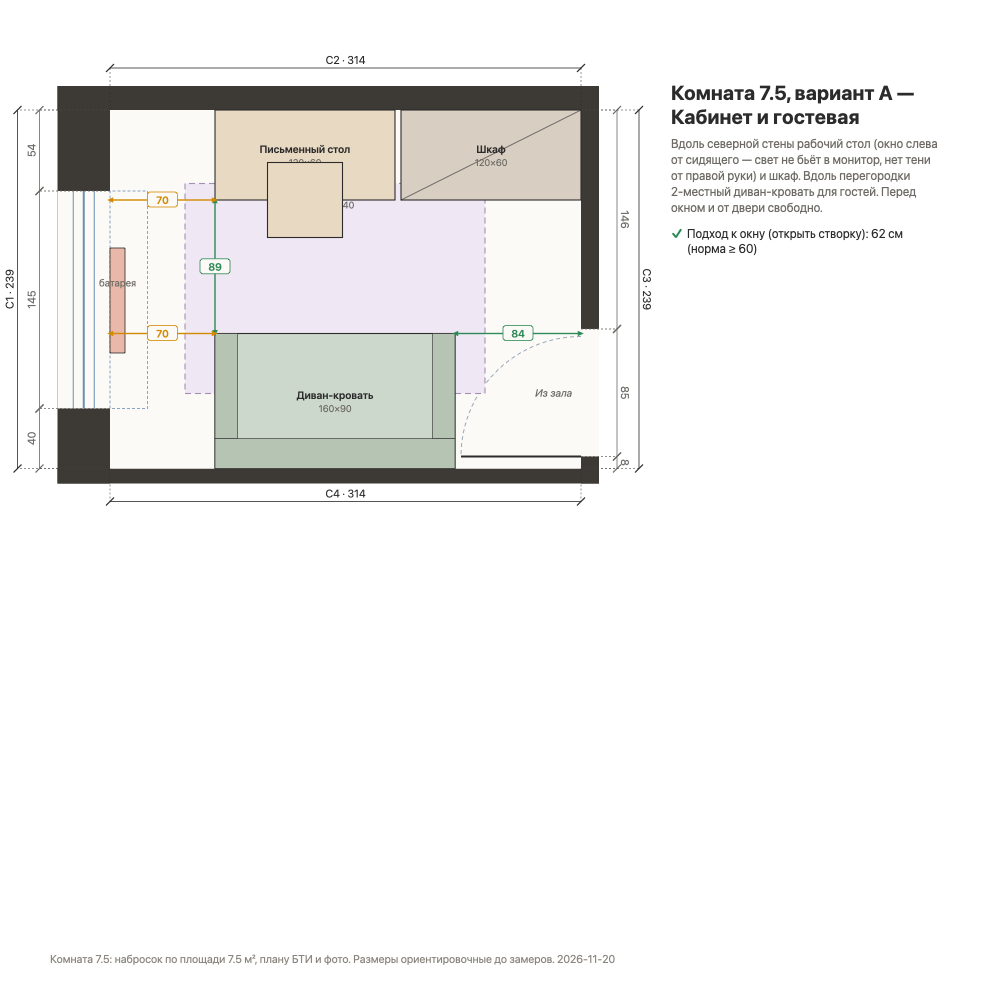 C2 · 314
Комната 7.5, вариант А —
Кабинет и гостевая
Вдоль северной стены рабочий стол (окно слева
от сидящего — свет не бьёт в монитор, нет тени
от правой руки) и шкаф. Вдоль перегородки
2-местный диван-кровать для гостей. Перед
окном и от двери свободно.
Подход к окну (открыть створку): 62 см
(норма ≥ 60)
54
Письменный стол
Шкаф
120×60
70
40
146
89
C1 · 239
145
батарея
C3 · 239
70
84
Диван-кровать
160×90
Из зала
85
40
8
C4 · 314
Комната 7.5: набросок по площади 7.5 м², плану БТИ и фото. Размеры ориентировочные до замеров. 2026-11-20